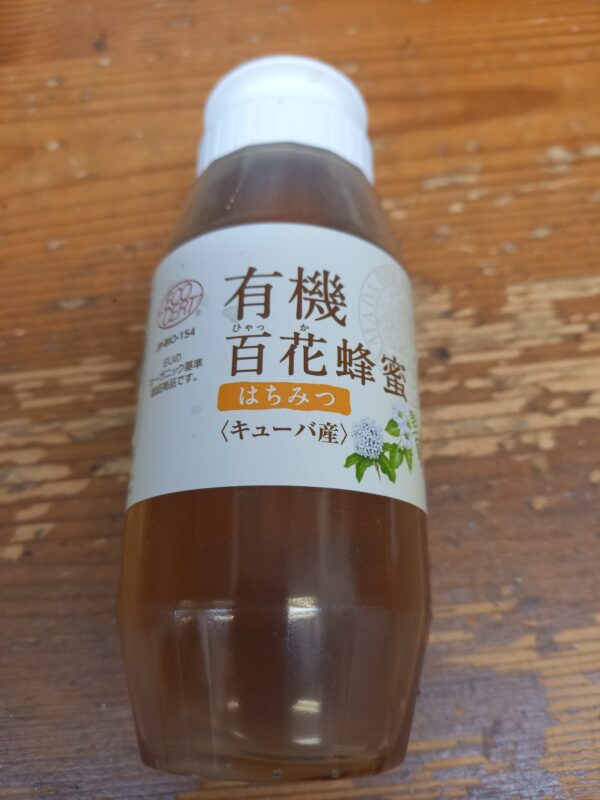 ECO
CERT
®
JP-BIO-154
EUの
オーガニック基準
認証商品です。
有機
ひゃっ か
百花蜂蜜
はちみつ
〈キューバ産〉